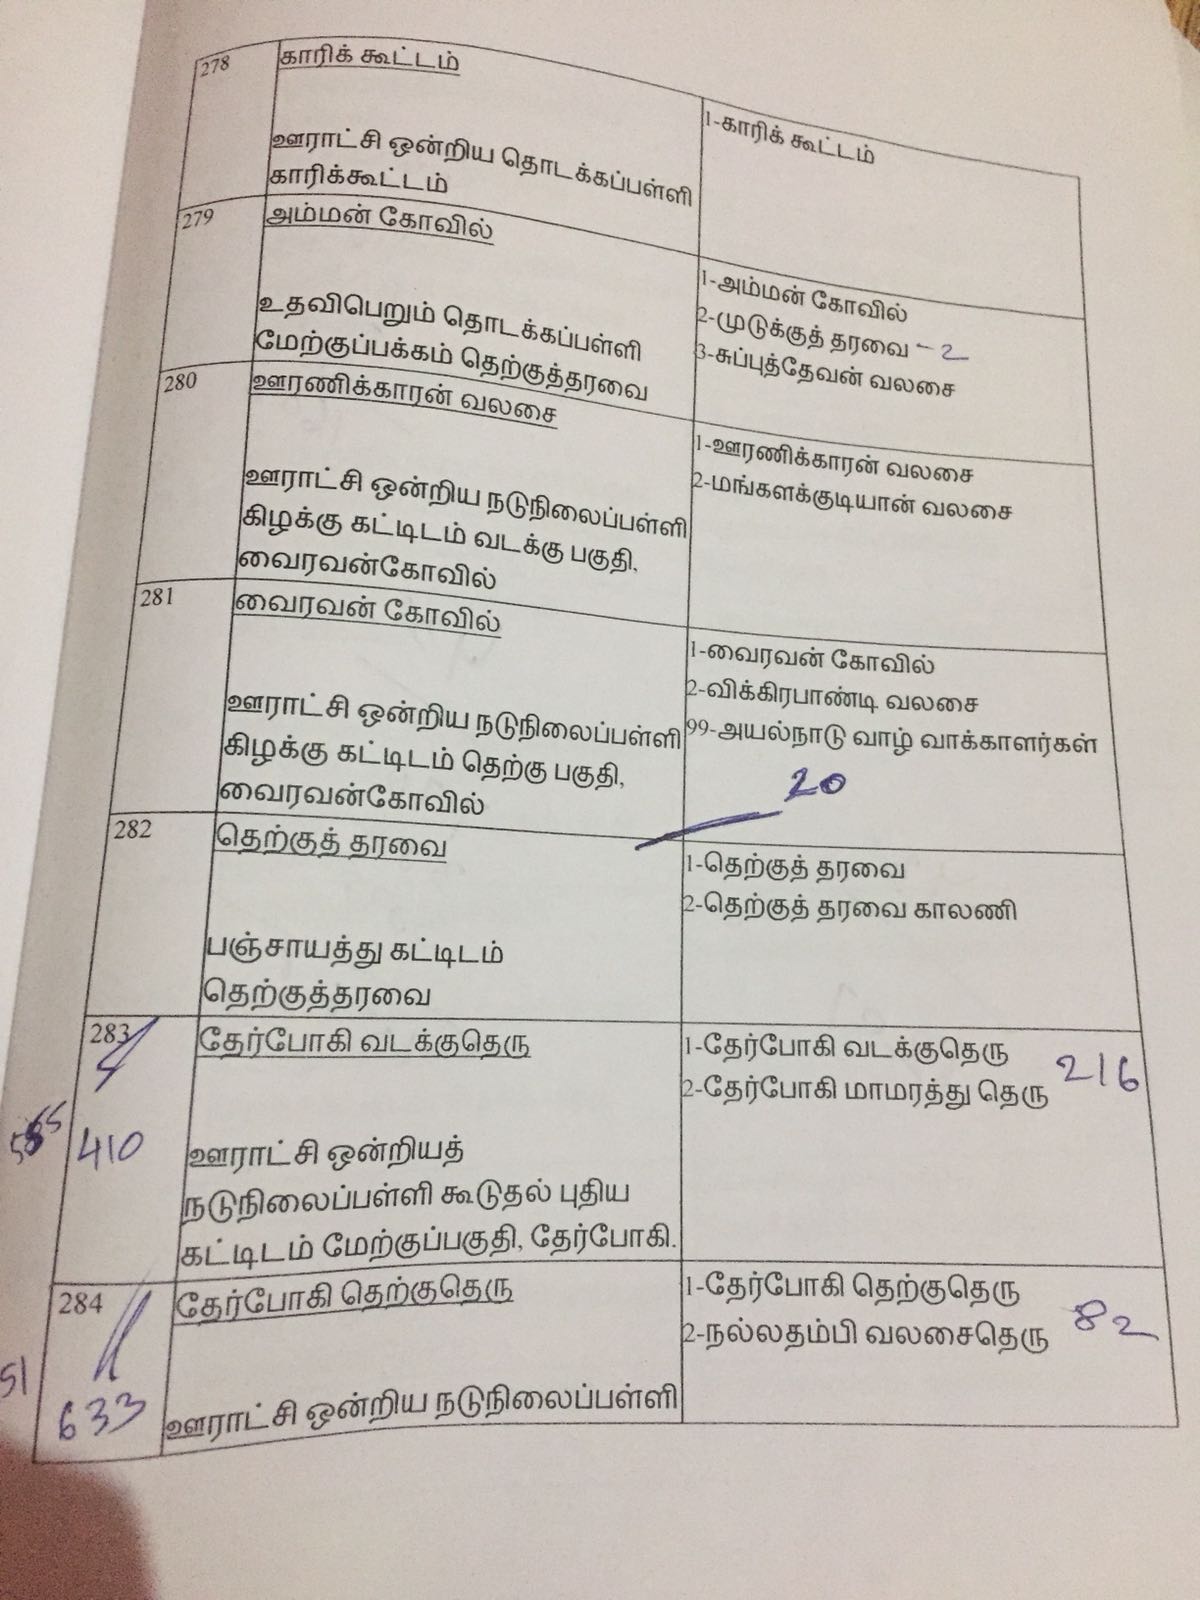 278
காரிக் கூட்டம்
ஊராட்சி ஒன்றிய தொடக்கப்பள்ளி
காரிக்கூட்டம்
1-காரிக் கூட்டம்
279
அம்மன் கோவில்
உதவிபெறும் தொடக்கப்பள்ளி
மேற்குப்பக்கம் தெற்குத்தரவை
1-அம்மன் கோவில்
2-முடுக்குத் தரவை - 2
3-சுப்புத்தேவன் வலசை
280
ஊரணிக்காரன் வலசை
ஊராட்சி ஒன்றிய நடுநிலைப்பள்ளி
கிழக்கு கட்டிடம் வடக்கு பகுதி,
வைரவன்கோவில்
1-ஊரணிக்காரன் வலசை
2-மங்களக்குடியான் வலசை
281
வைரவன் கோவில்
ஊராட்சி ஒன்றிய நடுநிலைப்பள்ளி
கிழக்கு கட்டிடம் தெற்கு பகுதி,
வைரவன்கோவில்
1-வைரவன் கோவில்
2-விக்கிரபாண்டி வலசை
99-அயல்நாடு வாழ் வாக்காளர்கள்
20
282
தெற்குத் தரவை
பஞ்சாயத்து கட்டிடம்
தெற்குத்தரவை
1-தெற்குத் தரவை
2-தெற்குத் தரவை காலணி
283
410
தேர்போகி வடக்குதெரு
ஊராட்சி ஒன்றியத்
நடுநிலைப்பள்ளி கூடுதல் புதிய
கட்டிடம் மேற்குப்பகுதி, தேர்போகி.
1-தேர்போகி வடக்குதெரு
2-தேர்போகி மாமரத்து தெரு
216
284
51
633
தேர்போகி தெற்குதெரு
ஊராட்சி ஒன்றிய நடுநிலைப்பள்ளி
1-தேர்போகி தெற்குதெரு
2-நல்லதம்பி வலசைதெரு
82